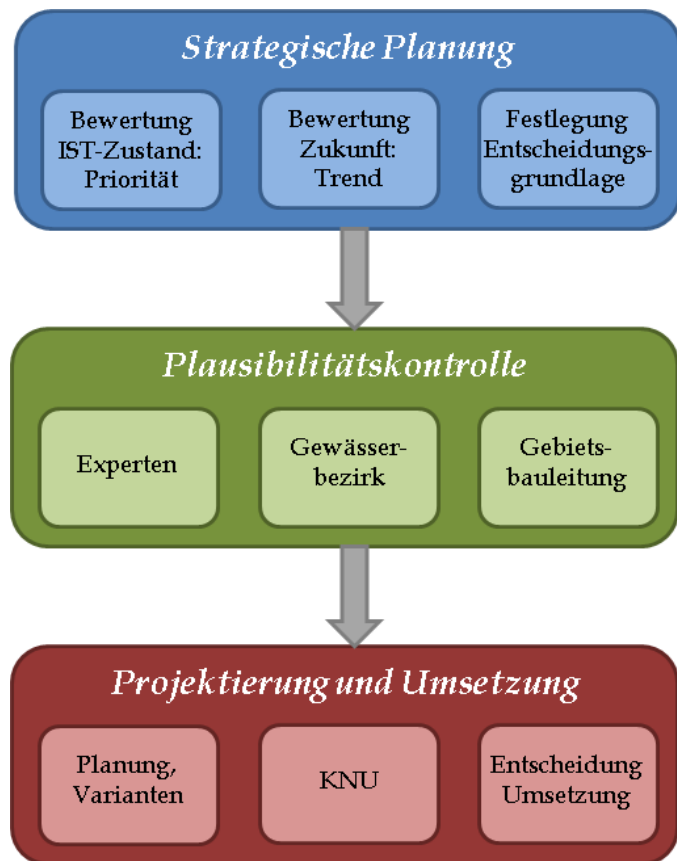 Strategische Planung
Bewertung
IST-Zustand:
Priorität
Bewertung
Zukunft:
Trend
Festlegung
Entscheidungs-
grundlage
Plausibilitätskontrolle
Experten
Gewässer-
bezirk
Gebiets-
bauleitung
Projektierung und Umsetzung
Planung,
Varianten
KNU
Entscheidung
Umsetzung